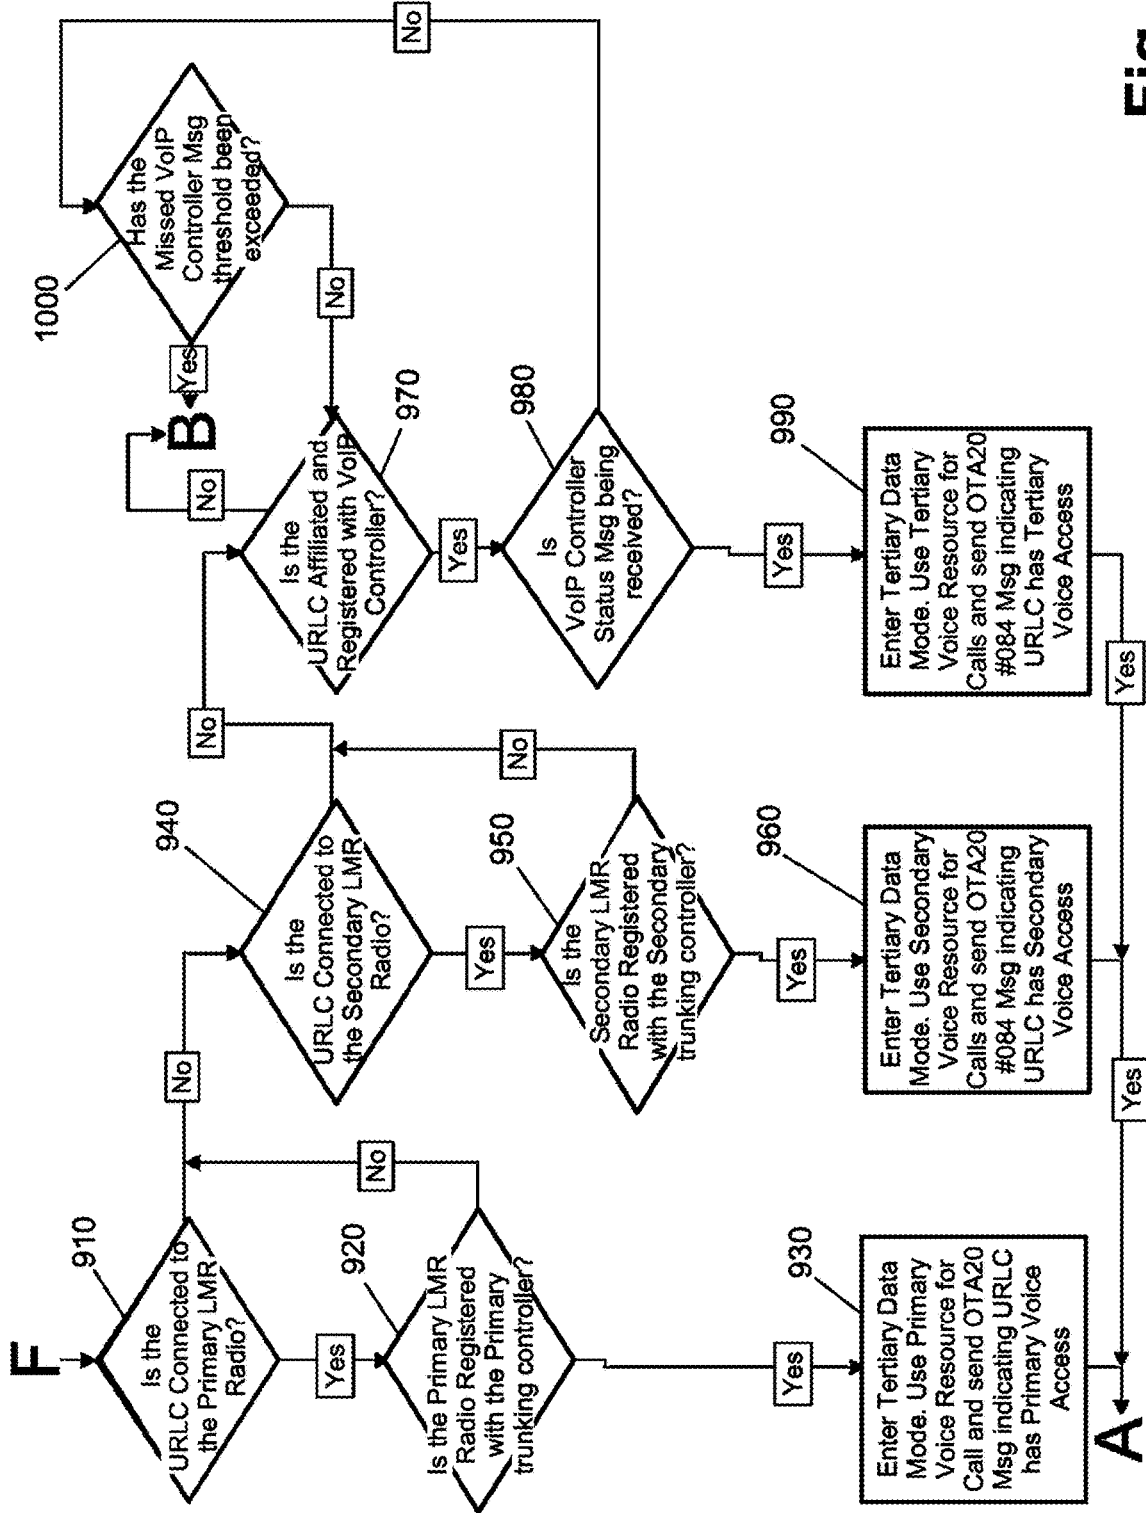 F
910
Is the
URLC Connected to
the Primary LMR
Radio?
No
Yes
920
Is the Primary LMR
Radio Registered
with the Primary
trunking controller?
No
Yes
930
Enter Tertiary Data
Mode. Use Primary
Voice Resource for
Call and send OTA20
Msg indicating URLC
has Primary Voice
Access
A
940
Is the
URLC Connected to
the Secondary LMR
Radio?
No
Yes
950
Is the
Secondary LMR
Radio Registered
with the Secondary
trunking controller?
No
Yes
960
Enter Tertiary Data
Mode. Use Secondary
Voice Resource for
Calls and send OTA20
#084 Msg indicating
URLC has Secondary
Voice Access
Yes
970
Is the
URLC Affiliated and
Registered with VoIP
Controller?
No
B
Yes
980
Is
VoIP Controller
Status Msg being
received?
No
Yes
990
Enter Tertiary Data
Mode. Use Tertiary
Voice Resource for
Calls and send OTA20
#084 Msg indicating
URLC has Tertiary
Voice Access
Yes
1000
Has the
Missed VoIP
Controller Msg
threshold been
exceeded?
Yes
No
Fig